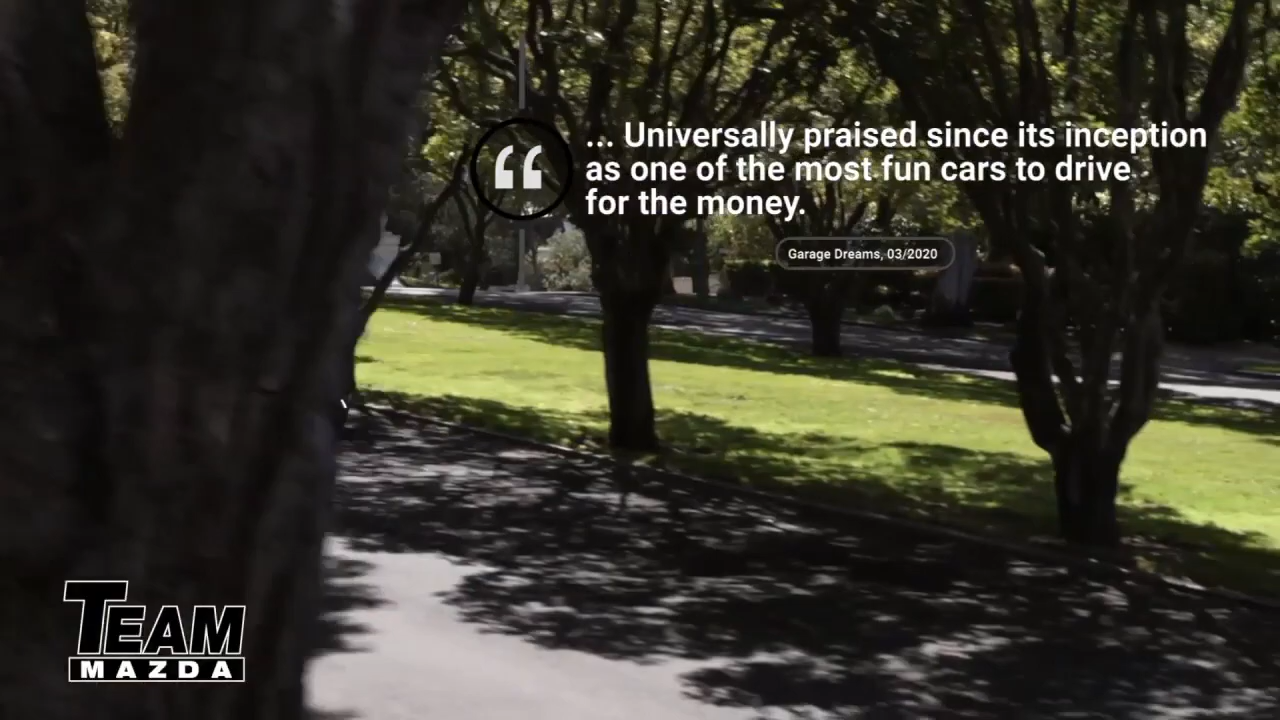 ... Universally praised since its inception
as one of the most fun cars to drive
for the money.
Garage Dreams, 03/2020
TEAM
MAZDA